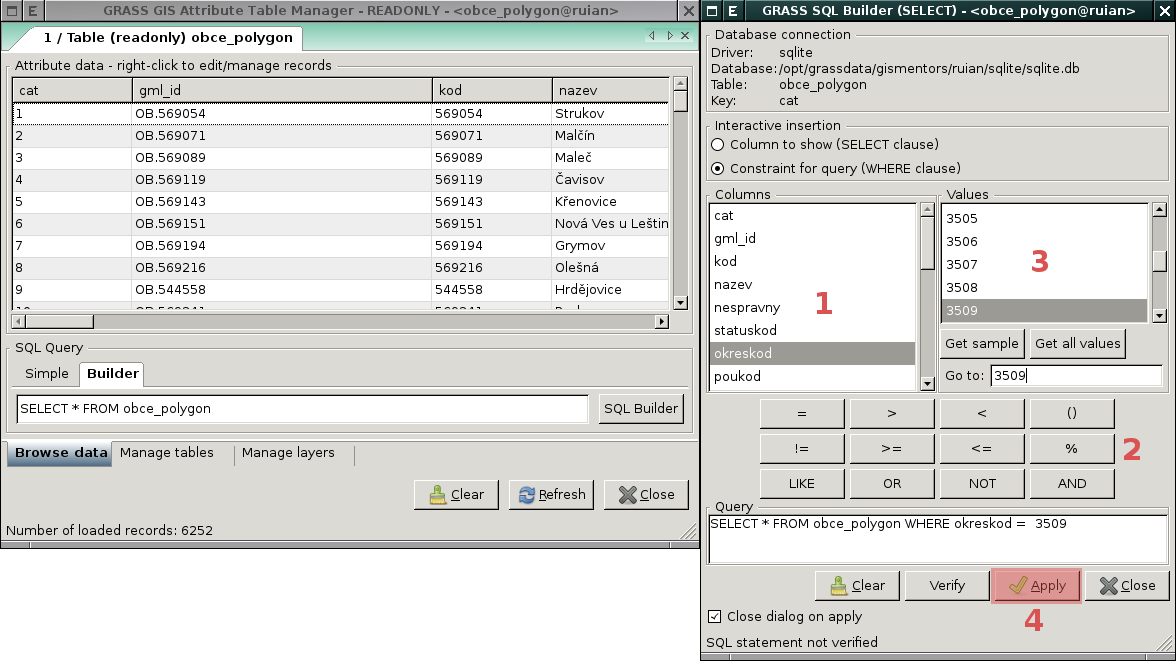 E GRASS GIS Attribute Table Manager - READONLY - <obce_polygon@ruian>
1 / Table (readonly) obce_polygon
Attribute data - right-click to edit/manage records
cat gml_id kod nazev
1 OB.569054 569054 Strukov
2 OB.569071 569071 Malčín
3 OB.569089 569089 Maleč
4 OB.569119 569119 Čavisov
5 OB.569143 569143 Křenovice
6 OB.569151 569151 Nová Ves u Leštin
7 OB.569194 569194 Grymov
8 OB.569216 569216 Olešná
9 OB.544558 544558 Hrdějovice
SQL Query
Simple Builder
SELECT * FROM obce_polygon SQL Builder
Browse data Manage tables Manage layers
Clear Refresh Close
Number of loaded records: 6252
E GRASS SQL Builder (SELECT) - <obce_polygon@ruian>
Database connection
Driver: sqlite
Database: /opt/grassdata/gismentors/ruian/sqlite/sqlite.db
Table: obce_polygon
Key: cat
Interactive insertion
Column to show (SELECT clause)
Constraint for query (WHERE clause)
Columns
cat
gml_id
kod
nazev
nespravny
statuskod
okreskod
poukod
1
Values
3505
3506
3507
3508
3509
3
Get sample Get all values
Go to: 3509
= > < ()
!= >= <= %
LIKE OR NOT AND
2
Query
SELECT * FROM obce_polygon WHERE okreskod = 3509
Clear Verify Apply Close
4
Close dialog on apply
SQL statement not verified